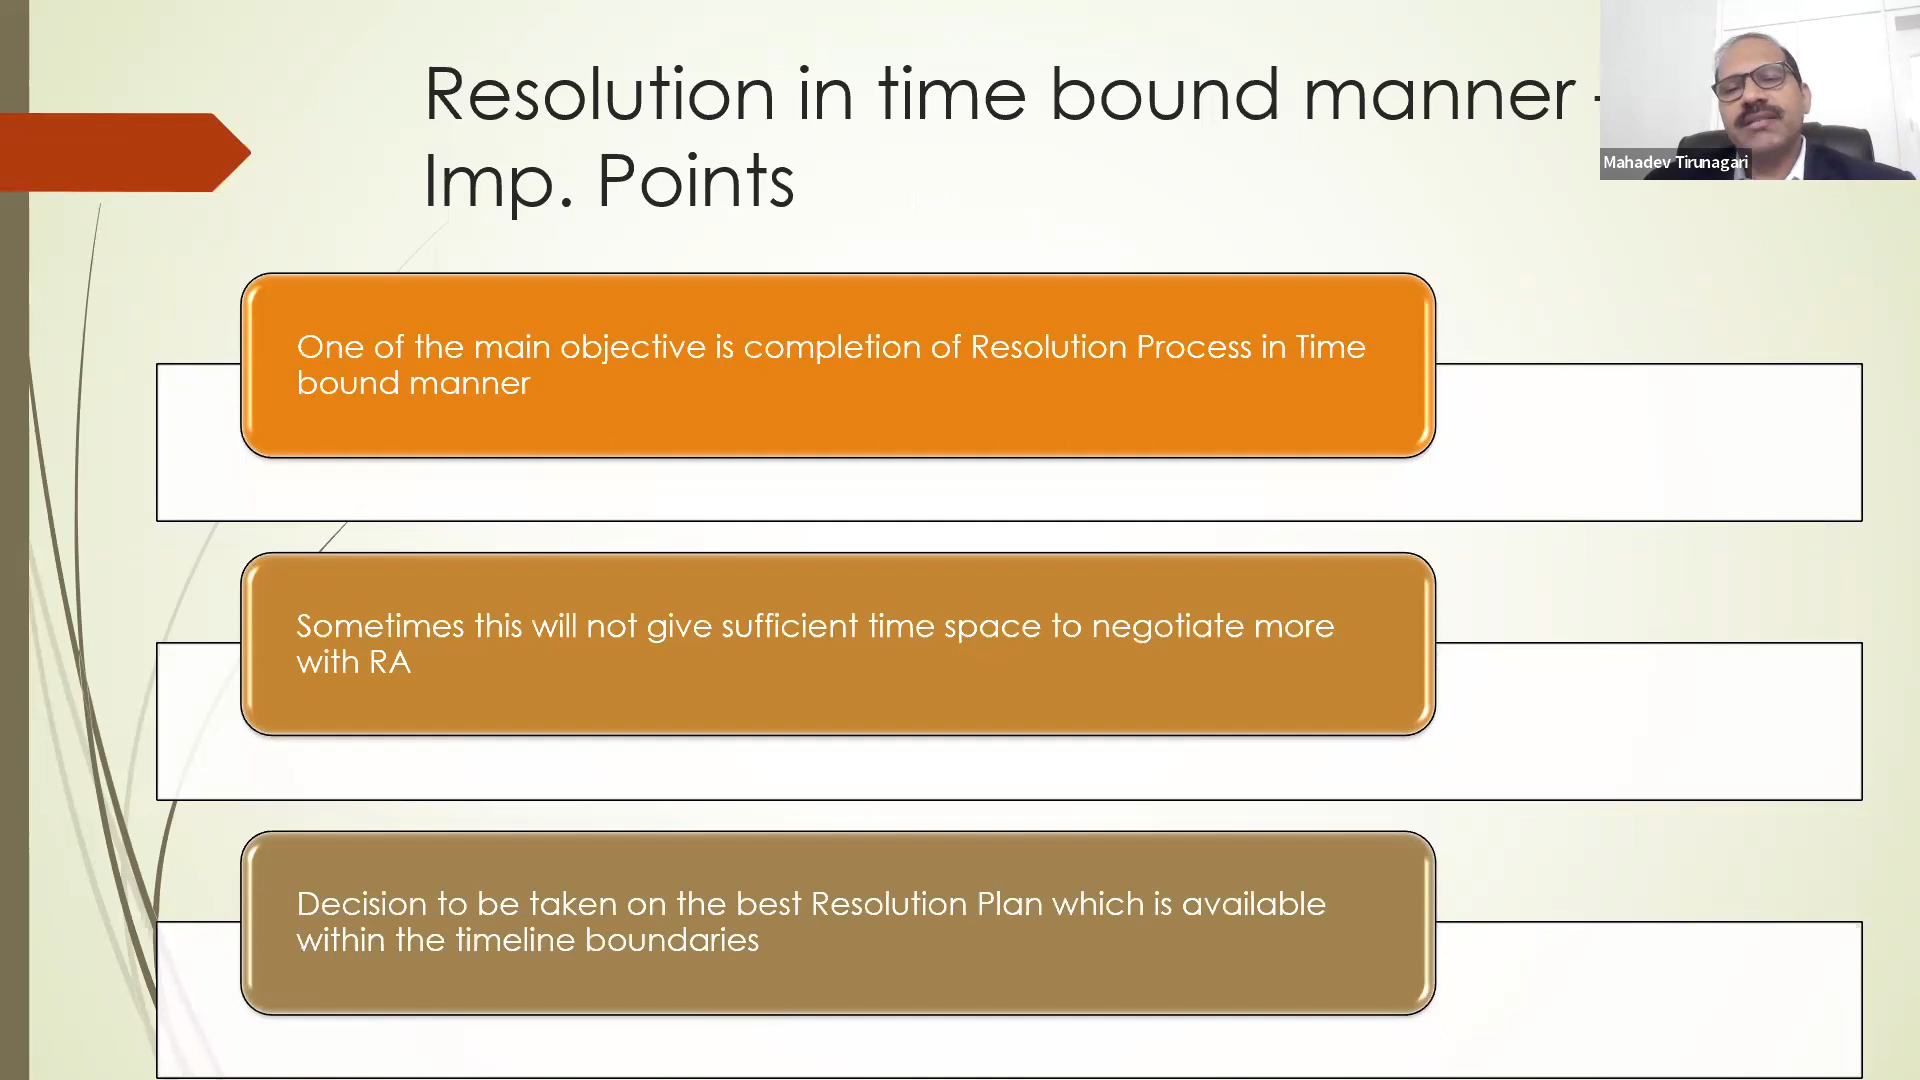 Resolution in time bound manner -
Imp. Points
Mahadev Tirunagari
One of the main objective is completion of Resolution Process in Time
bound manner
Sometimes this will not give sufficient time space to negotiate more
with RA
Decision to be taken on the best Resolution Plan which is available
within the timeline boundaries